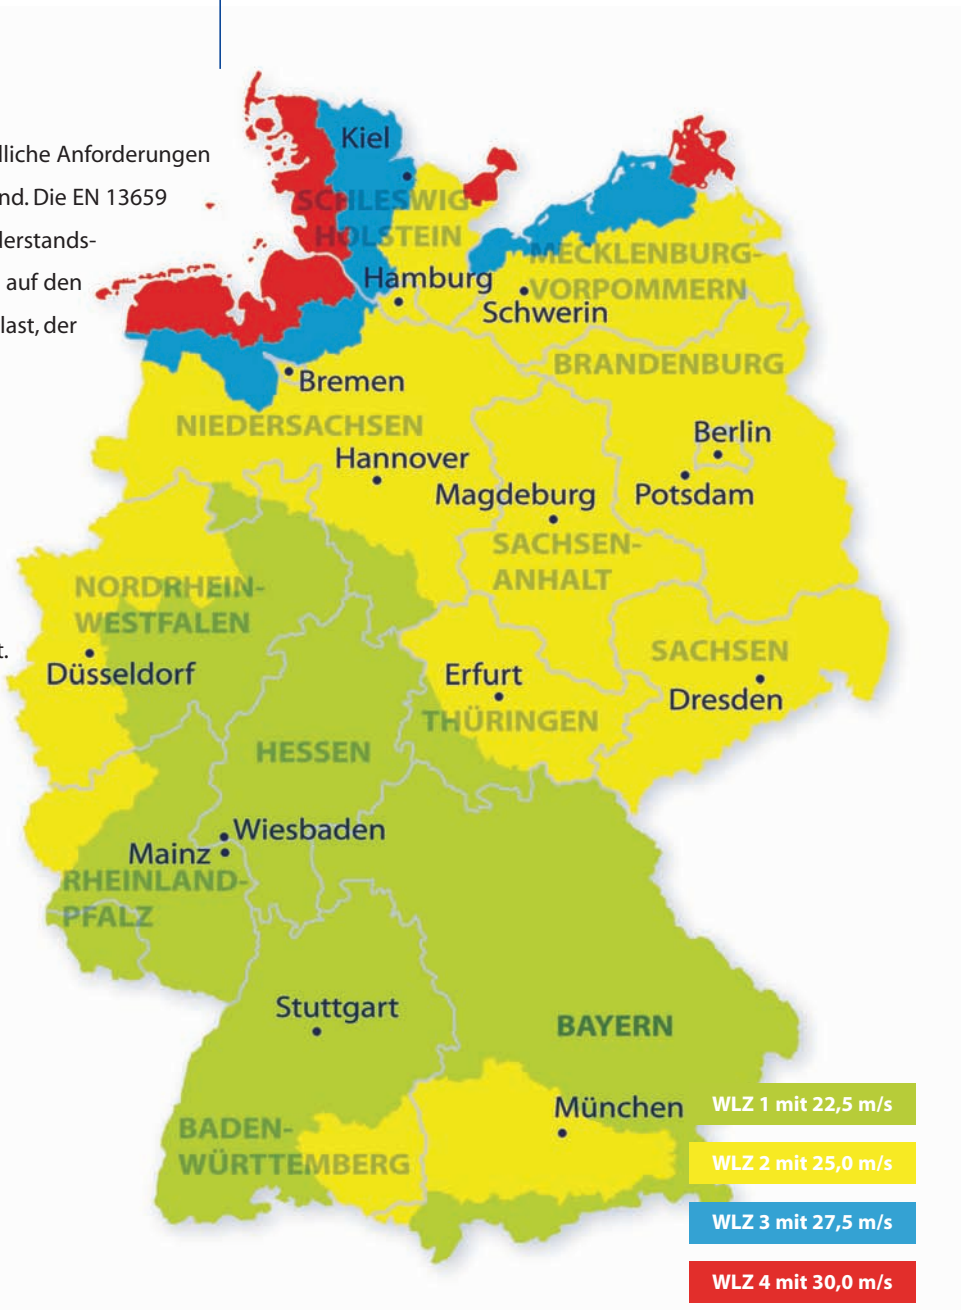 dliche Anforderungen
nd. Die EN 13659
derstands-
auf den
last, der
t.
Kiel
SCHLESWIG-
HOLSTEIN
Hamburg
MECKLENBURG-
VORPOMMERN
Schwerin
BRANDENBURG
Bremen
NIEDERSACHSEN
Hannover
Berlin
Magdeburg
Potsdam
SACHSEN-
ANHALT
NORDRHEIN-
WESTFALEN
Düsseldorf
Erfurt
SACHSEN
Dresden
THÜRINGEN
HESSEN
Wiesbaden
Mainz
RHEINLAND-
PFALZ
Stuttgart
BAYERN
München
BADEN-
WÜRTTEMBERG
WLZ 1 mit 22,5 m/s
WLZ 2 mit 25,0 m/s
WLZ 3 mit 27,5 m/s
WLZ 4 mit 30,0 m/s